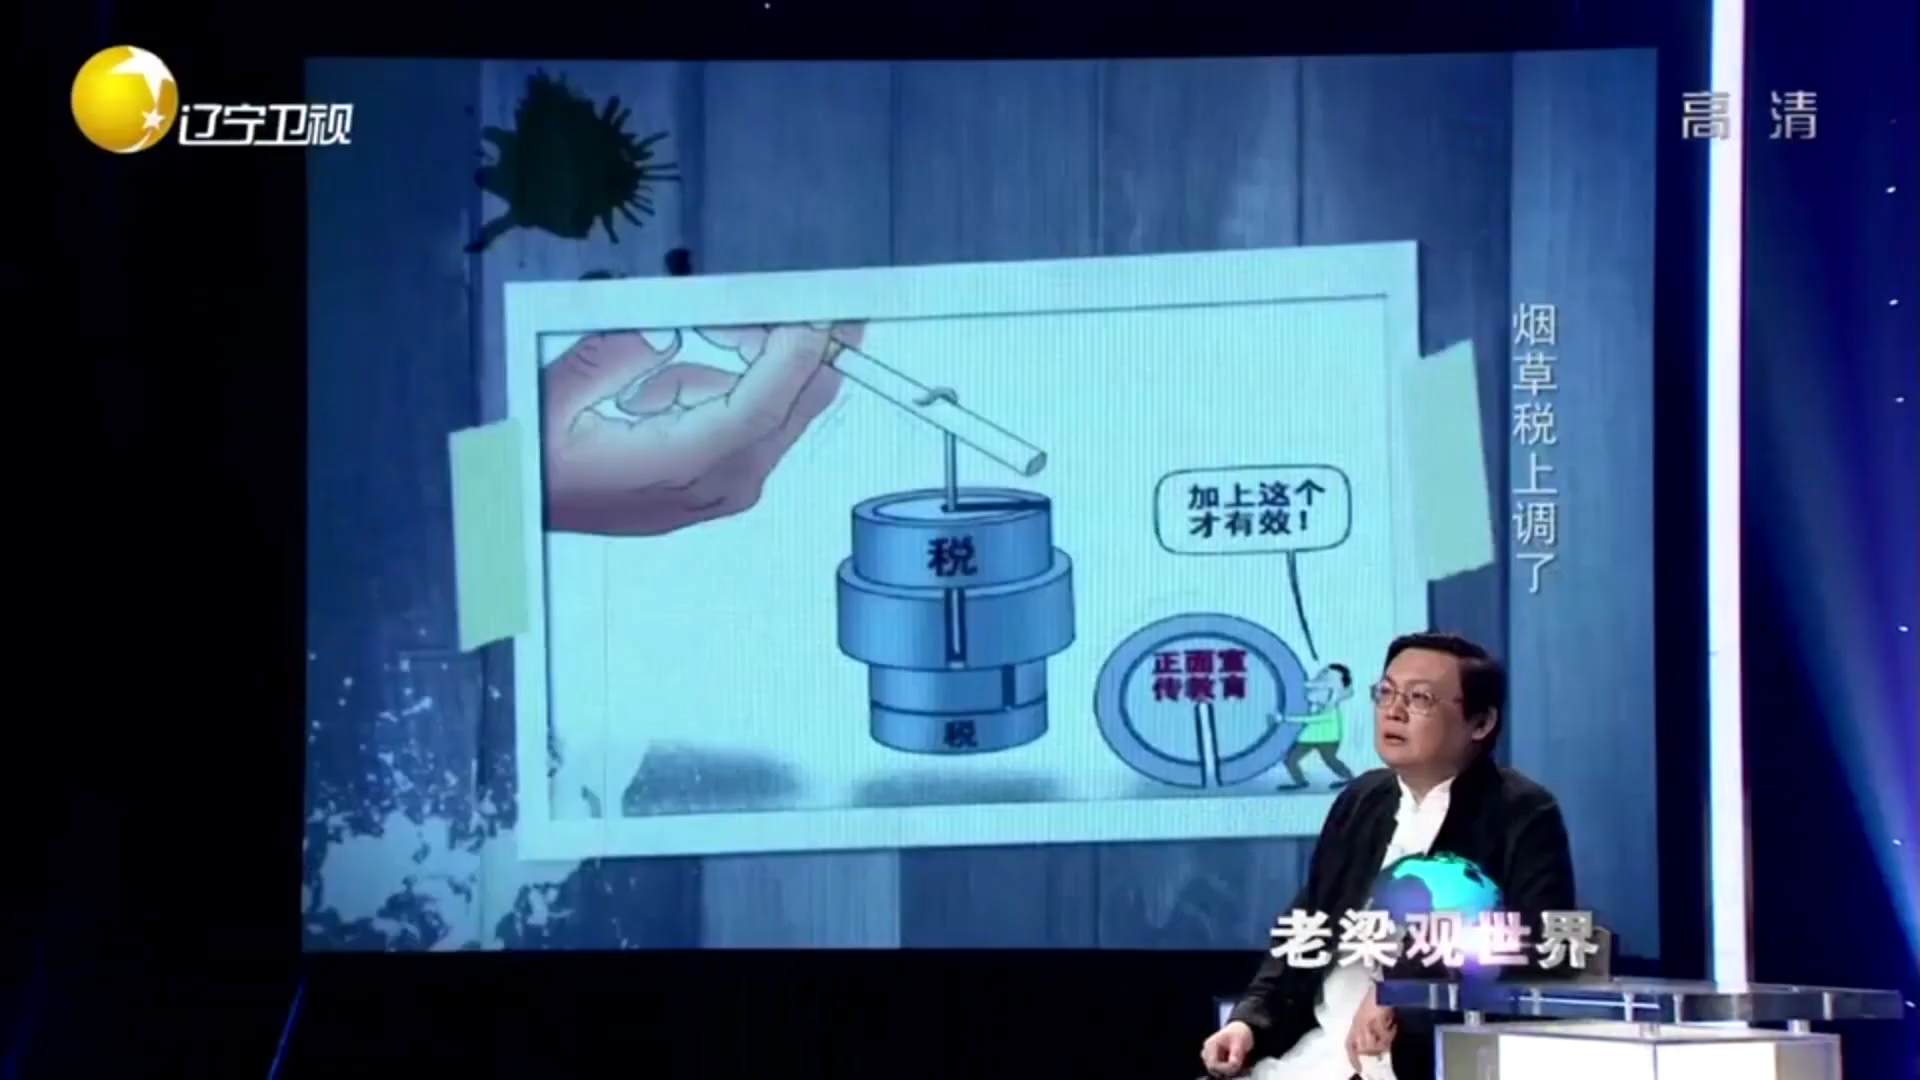 辽宁卫视
高清
烟草税上调了
加上这个
才有效！
税
税
正面宣
传教育
老梁观世界